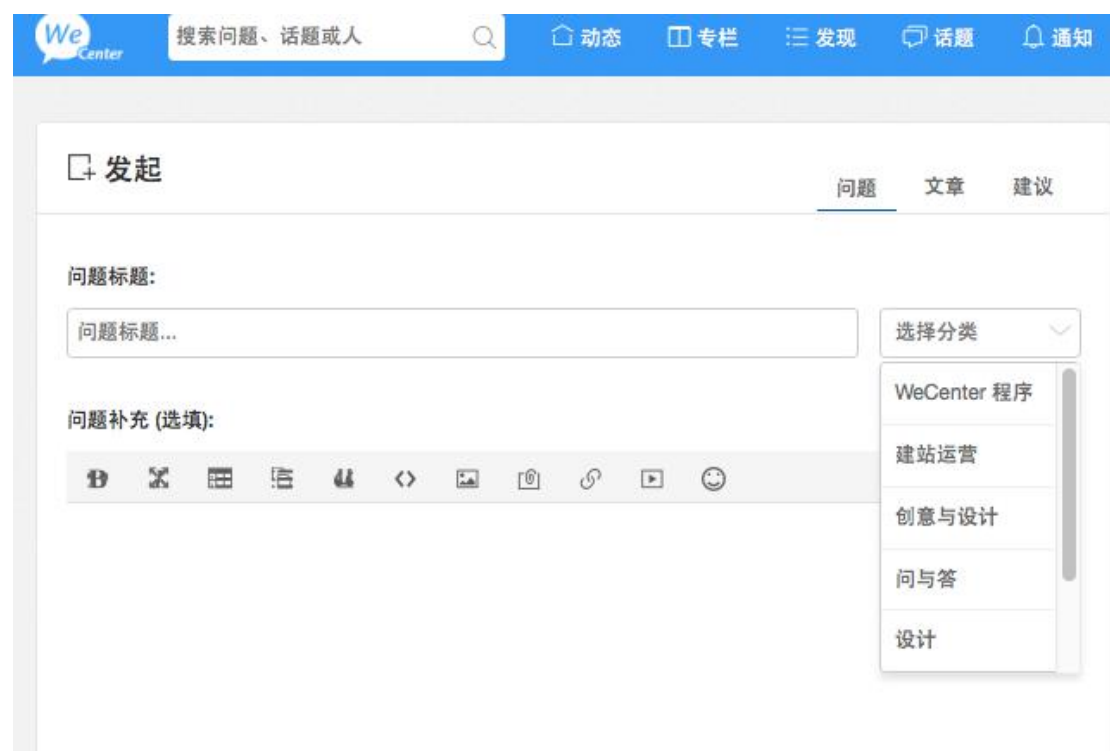 We Center
搜索问题、话题或人
动态 专栏 发现 话题 通知
发起
问题 文章 建议
问题标题:
问题标题...
选择分类
WeCenter 程序
建站运营
创意与设计
问与答
设计
问题补充 (选填):